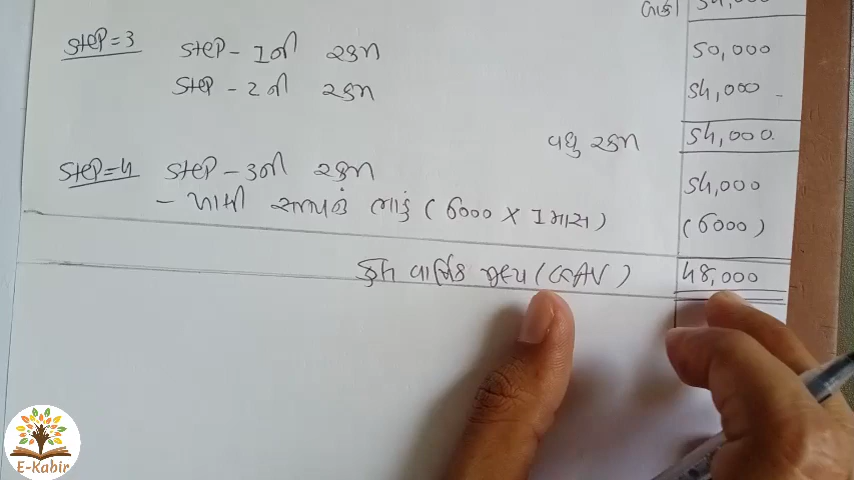 બાકી
step=3 step-1ની રકમ 50,000
step-2ની રકમ 54,000
વધુ રકમ 54,000
step=4 step-3ની રકમ 54,000
- ખાલી સમયનું ભાડું (6000 X 1માસ) (6000)
કુલ વાર્ષિક મૂલ્ય (GAV) 48,000
E-Kabir